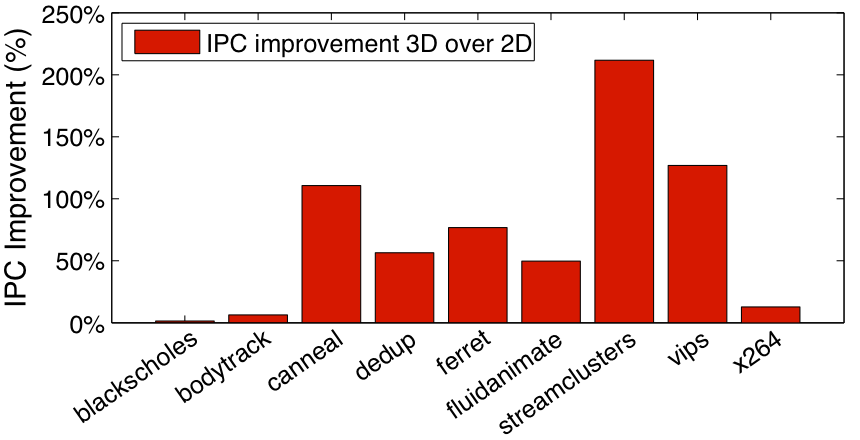 IPC Improvement (%)
250%
200%
150%
100%
50%
0%
IPC improvement 3D over 2D
blackscholes
bodytrack
canneal
dedup
ferret
fluidanimate
streamclusters
vips
x264